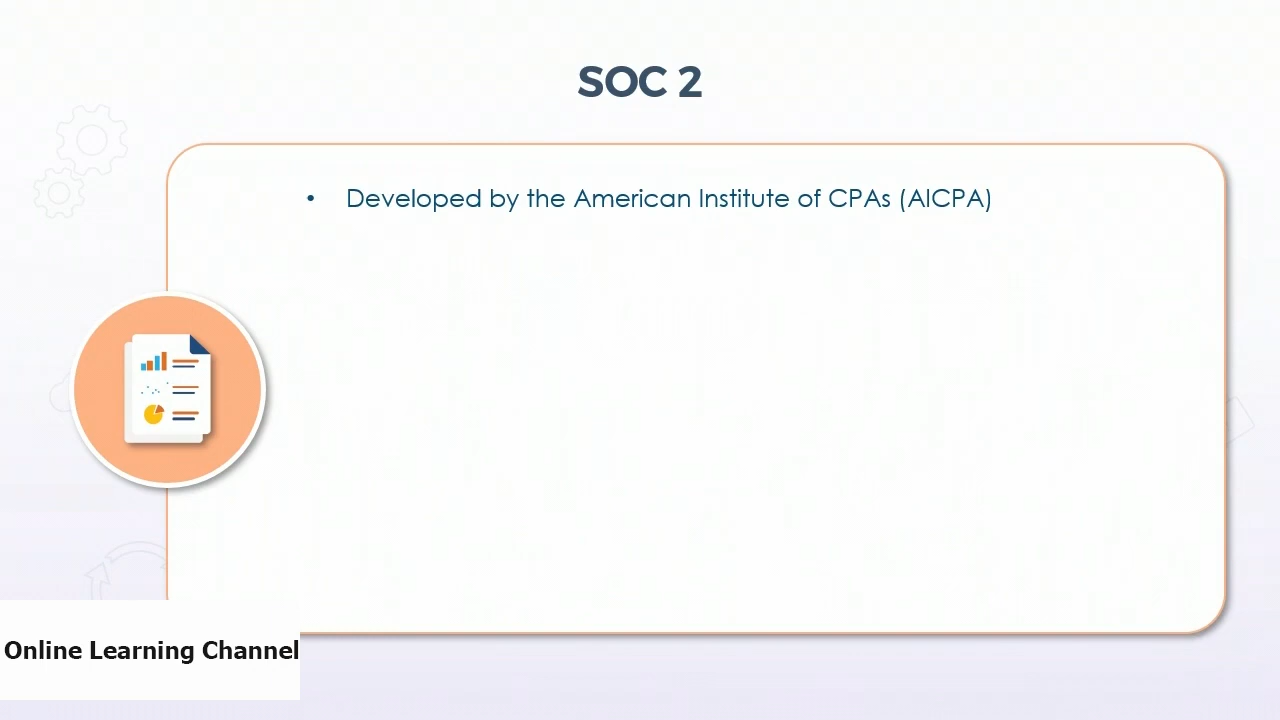 SOC 2
• Developed by the American Institute of CPAs (AICPA)
Online Learning Channel